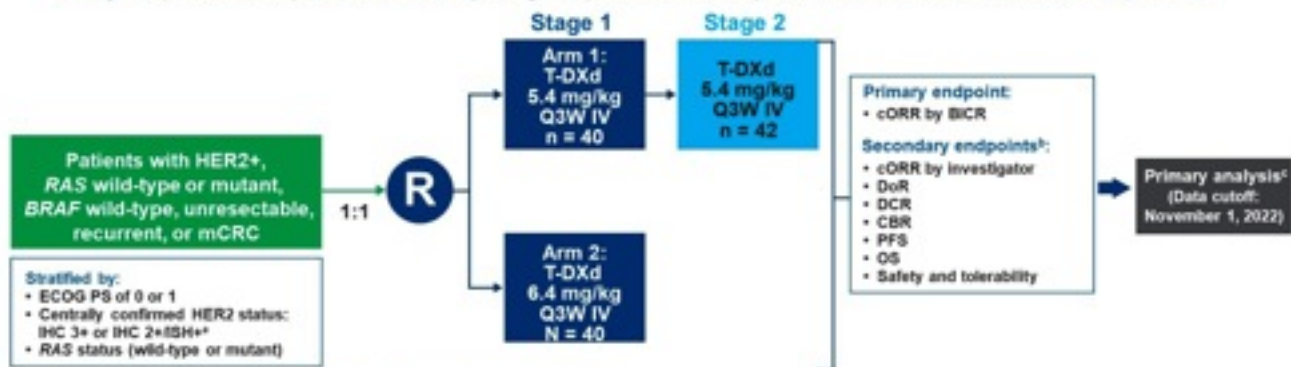 Stage 1
Stage 2
Arm 1:
T-DXd
5.4 mg/kg
Q3W IV
n = 40
T-DXd
5.4 mg/kg
Q3W IV
n = 42
Patients with HER2+,
RAS wild-type or mutant,
BRAF wild-type, unresectable,
recurrent, or mCRC
1:1
R
Stratified by:
• ECOG PS of 0 or 1
• Centrally confirmed HER2 status:
IHC 3+ or IHC 2+/ISH+ᵃ
• RAS status (wild-type or mutant)
Arm 2:
T-DXd
6.4 mg/kg
Q3W IV
N = 40
Primary endpoint:
• cORR by BICR
Secondary endpointsᵇ:
• cORR by investigator
• DoR
• DCR
• CBR
• PFS
• OS
• Safety and tolerability
Primary analysisᶜ
(Data cutoff:
November 1, 2022)